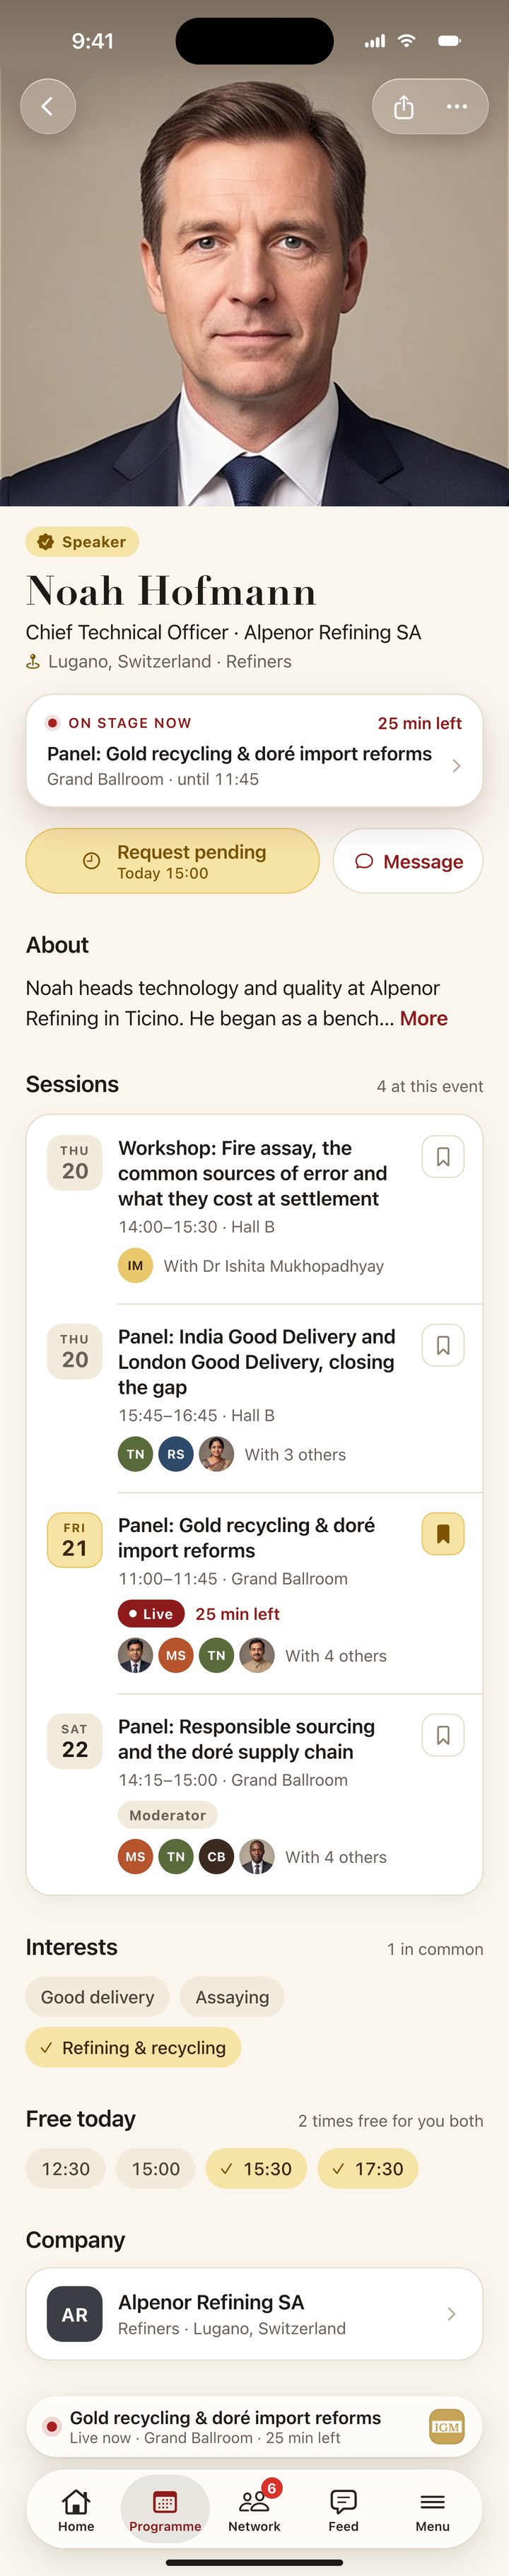 9:41
Speaker
Noah Hofmann
Chief Technical Officer · Alpenor Refining SA
Lugano, Switzerland · Refiners
ON STAGE NOW
25 min left
Panel: Gold recycling & doré import reforms
Grand Ballroom · until 11:45
Request pending
Today 15:00
Message
About
Noah heads technology and quality at Alpenor
Refining in Ticino. He began as a bench... More
Sessions
4 at this event
THU
20
Workshop: Fire assay, the
common sources of error and
what they cost at settlement
14:00–15:30 · Hall B
IM
With Dr Ishita Mukhopadhyay
THU
20
Panel: India Good Delivery and
London Good Delivery, closing
the gap
15:45–16:45 · Hall B
TN RS
With 3 others
FRI
21
Panel: Gold recycling & doré
import reforms
11:00–11:45 · Grand Ballroom
Live
25 min left
MS TN
With 4 others
SAT
22
Panel: Responsible sourcing
and the doré supply chain
14:15–15:00 · Grand Ballroom
Moderator
MS TN CB
With 4 others
Interests
1 in common
Good delivery
Assaying
Refining & recycling
Free today
2 times free for you both
12:30
15:00
15:30
17:30
Company
AR
Alpenor Refining SA
Refiners · Lugano, Switzerland
Gold recycling & doré import reforms
Live now · Grand Ballroom · 25 min left
IGM
6
Home
Programme
Network
Feed
Menu